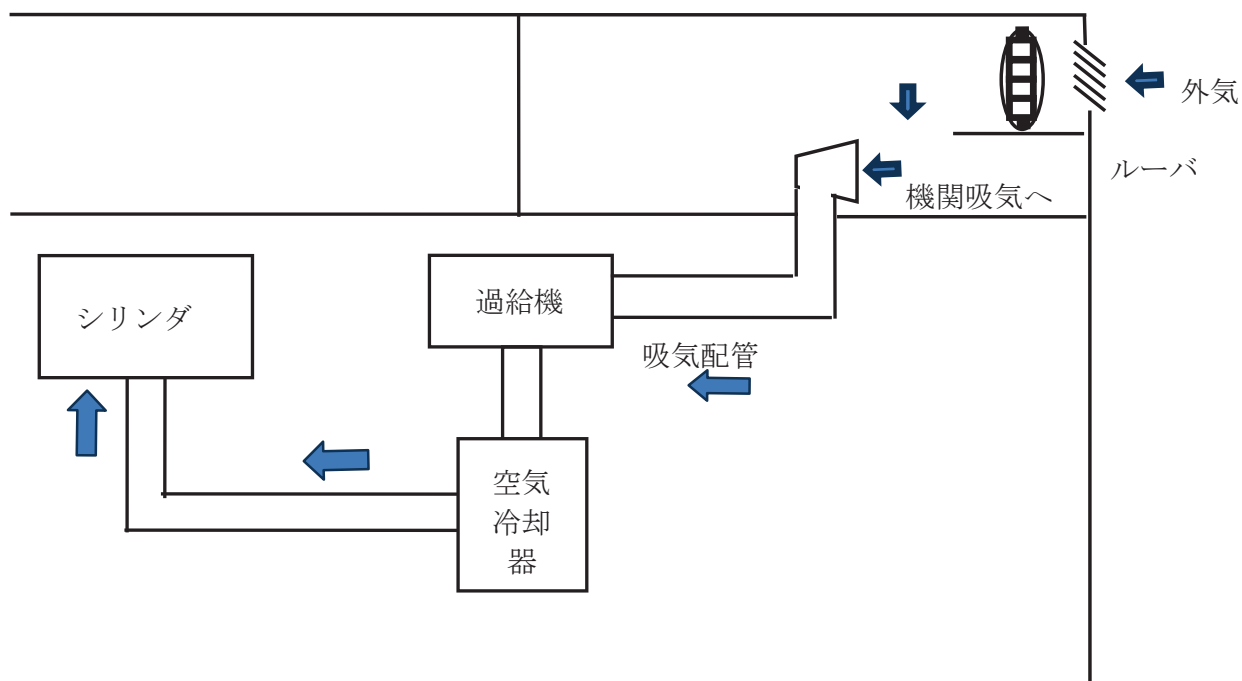 外気
ルーバ
機関吸気へ
シリンダ
過給機
吸気配管
空気
冷却
器